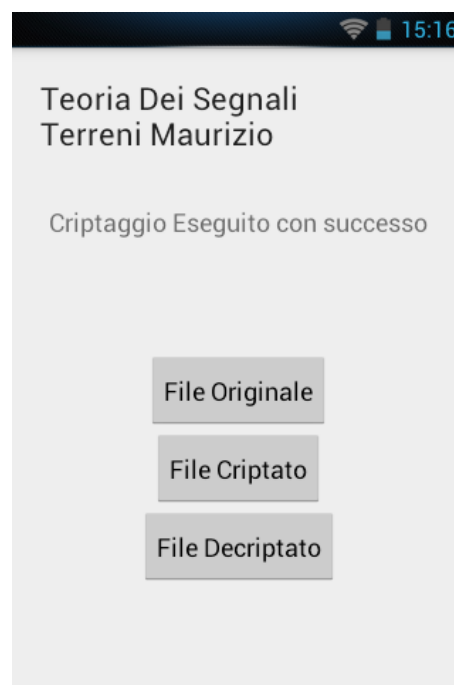 15:16
Teoria Dei Segnali
Terreni Maurizio
Criptaggio Eseguito con successo
File Originale
File Criptato
File Decriptato